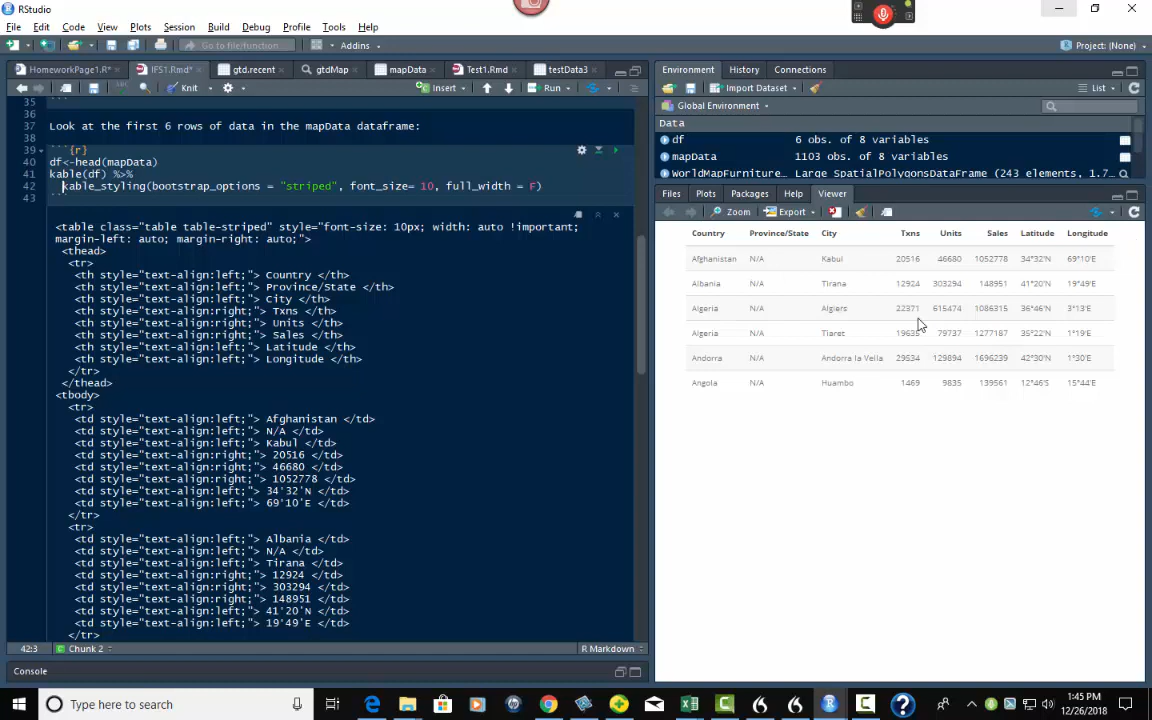 RStudio
File Edit Code View Plots Session Build Debug Profile Tools Help
Go to file/function Addins Project: (None)
HomeworkPage1.R* IFS1.Rmd* gtd.recent gtdMap mapData Test1.Rmd testData3
Knit Insert Run
35 ```
36
37 Look at the first 6 rows of data in the mapData dataframe:
38
39 ```{r}
40 df<-head(mapData)
41 kable(df) %>%
42 kable_styling(bootstrap_options = "striped", font_size= 10, full_width = F)
43 ```
<table class="table table-striped" style="font-size: 10px; width: auto !important;
margin-left: auto; margin-right: auto;">
<thead>
<tr>
<th style="text-align:left;"> Country </th>
<th style="text-align:left;"> Province/State </th>
<th style="text-align:left;"> City </th>
<th style="text-align:right;"> Txns </th>
<th style="text-align:right;"> Units </th>
<th style="text-align:right;"> Sales </th>
<th style="text-align:left;"> Latitude </th>
<th style="text-align:left;"> Longitude </th>
</tr>
</thead>
<tbody>
<tr>
<td style="text-align:left;"> Afghanistan </td>
<td style="text-align:left;"> N/A </td>
<td style="text-align:left;"> Kabul </td>
<td style="text-align:right;"> 20516 </td>
<td style="text-align:right;"> 46680 </td>
<td style="text-align:right;"> 1052778 </td>
<td style="text-align:left;"> 34°32'N </td>
<td style="text-align:left;"> 69°10'E </td>
</tr>
<tr>
<td style="text-align:left;"> Albania </td>
<td style="text-align:left;"> N/A </td>
<td style="text-align:left;"> Tirana </td>
<td style="text-align:right;"> 12924 </td>
<td style="text-align:right;"> 303294 </td>
<td style="text-align:right;"> 148951 </td>
<td style="text-align:left;"> 41°20'N </td>
<td style="text-align:left;"> 19°49'E </td>
</tr>
42:3 Chunk 2 R Markdown
Console
Environment History Connections
Import Dataset List
Global Environment
Data
df 6 obs. of 8 variables
mapData 1103 obs. of 8 variables
WorldMapFurniture… Large SpatialPolygonsDataFrame (243 elements, 1.7…
Files Plots Packages Help Viewer
Zoom Export
Country Province/State City Txns Units Sales Latitude Longitude
Afghanistan N/A Kabul 20516 46680 1052778 34°32'N 69°10'E
Albania N/A Tirana 12924 303294 148951 41°20'N 19°49'E
Algeria N/A Algiers 22371 615474 1086315 36°46'N 3°13'E
Algeria N/A Tiaret 19635 79737 1277187 35°22'N 1°19'E
Andorra N/A Andorra la Vella 29534 129894 1696239 42°30'N 1°30'E
Angola N/A Huambo 1469 9835 139561 12°46'S 15°44'E
Type here to search
1:45 PM
12/26/2018